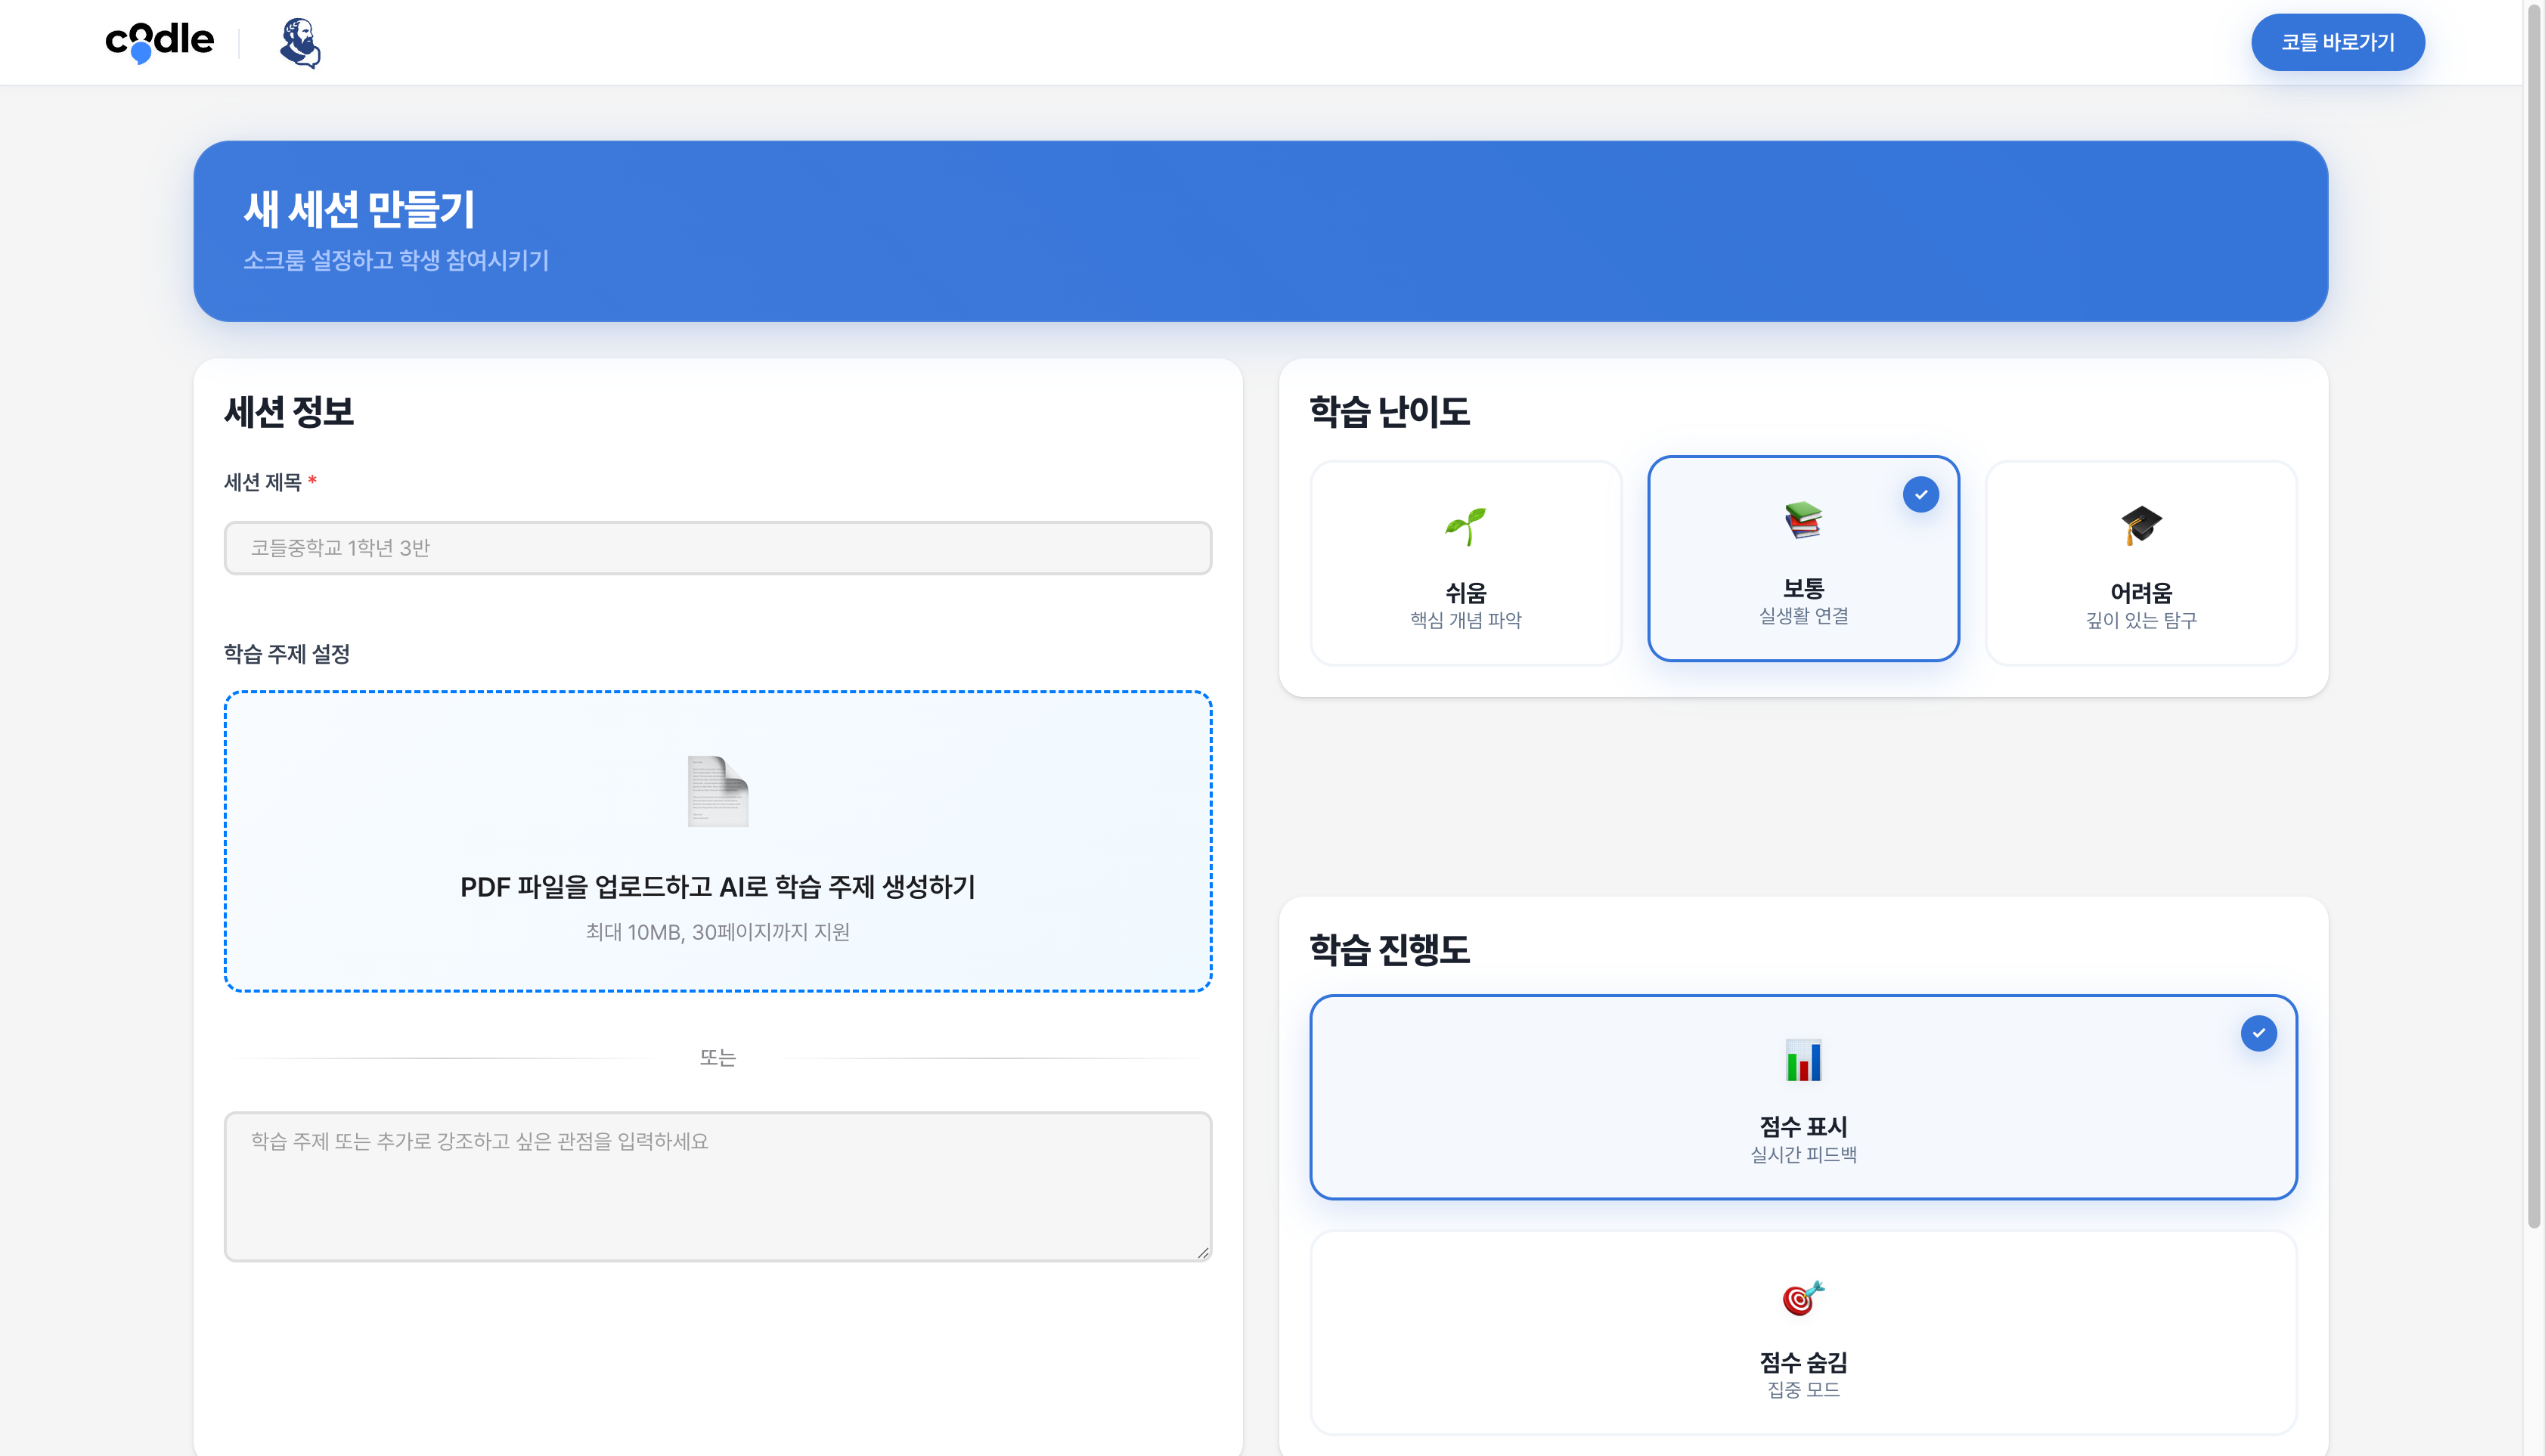 codle
코들 바로가기
새 세션 만들기
소크룸 설정하고 학생 참여시키기
세션 정보
세션 제목 *
코들중학교 1학년 3반
학습 주제 설정
PDF 파일을 업로드하고 AI로 학습 주제 생성하기
최대 10MB, 30페이지까지 지원
또는
학습 주제 또는 추가로 강조하고 싶은 관점을 입력하세요
학습 난이도
쉬움
핵심 개념 파악
보통
실생활 연결
어려움
깊이 있는 탐구
학습 진행도
점수 표시
실시간 피드백
점수 숨김
집중 모드